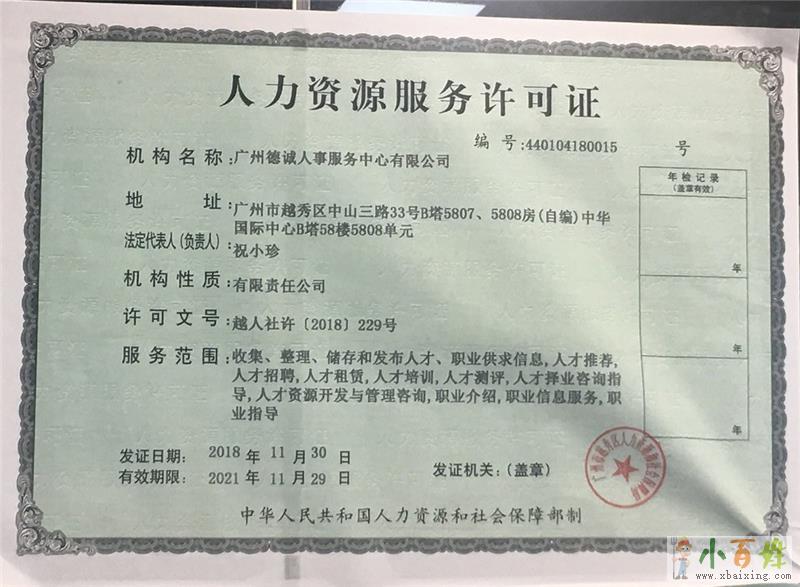 人力资源服务许可证
编 号:440104180015 号
机构名称:广州德诚人事服务中心有限公司
年检记录
(盖章有效)
地 址:广州市越秀区中山三路33号B塔5807、5808房(自编)中华
国际中心B塔58楼5808单元
法定代表人(负责人):祝小珍
年
机构性质:有限责任公司
许可文号:越人社许〔2018〕229号
年
服务范围:收集、整理、储存和发布人才、职业供求信息,人才推荐,
人才招聘,人才租赁,人才培训,人才测评,人才择业咨询指
导,人才资源开发与管理咨询,职业介绍,职业信息服务,职
业指导
年
发证日期: 2018 年 11 月 30 日
有效期限: 2021 年 11 月 29 日
发证机关:(盖章)
中华人民共和国人力资源和社会保障部制
小百姓
www.xbaixing.com